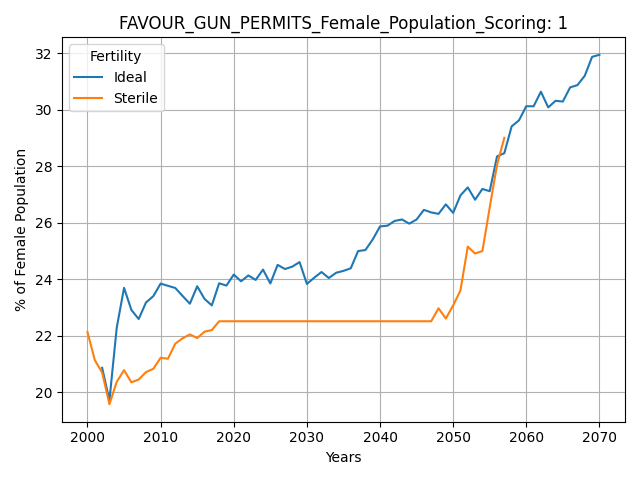 FAVOUR_GUN_PERMITS_Female_Population_Scoring: 1
Fertility
Ideal
Sterile
% of Female Population
32
30
28
26
24
22
20
2000 2010 2020 2030 2040 2050 2060 2070
Years